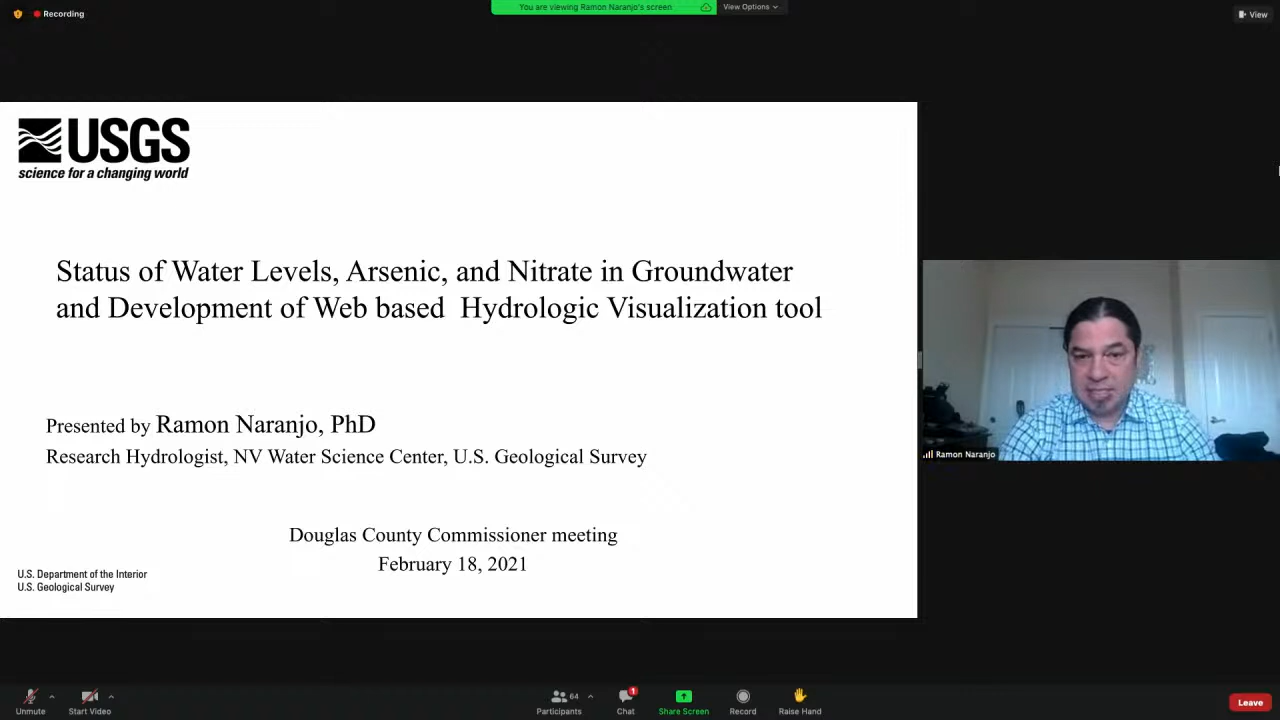 Recording
You are viewing Ramon Naranjo's screen
View Options
View
USGS
science for a changing world
Status of Water Levels, Arsenic, and Nitrate in Groundwater
and Development of Web based Hydrologic Visualization tool
Presented by Ramon Naranjo, PhD
Research Hydrologist, NV Water Science Center, U.S. Geological Survey
Douglas County Commissioner meeting
February 18, 2021
U.S. Department of the Interior
U.S. Geological Survey
Ramon Naranjo
Unmute
Start Video
64
Participants
1
Chat
Share Screen
Record
Raise Hand
Leave